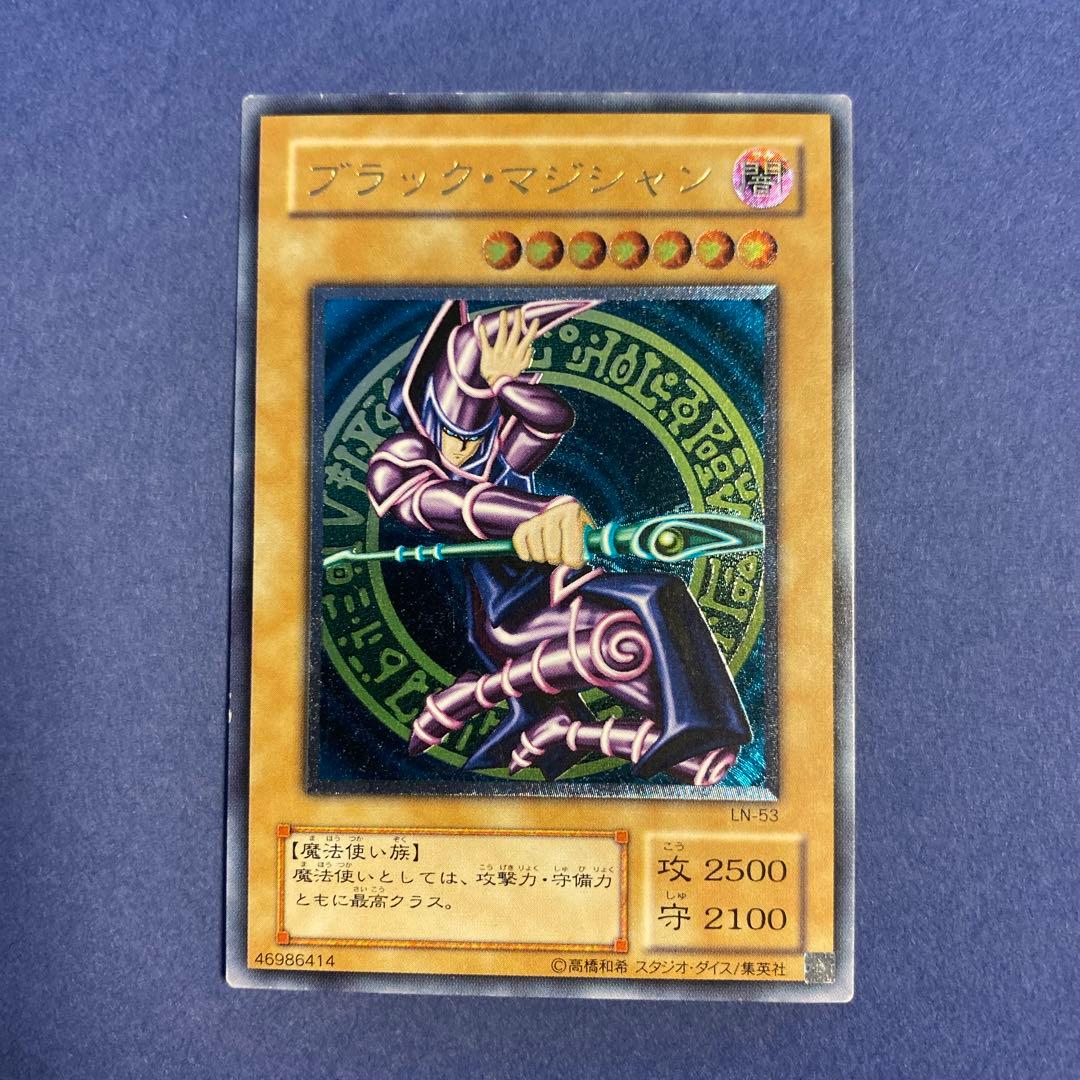 ブラック・マジシャン
闇
LN-53
【魔法使い族】
魔法使いとしては、攻撃力・守備力
ともに最高クラス。
攻 2500
守 2100
46986414
©高橋和希 スタジオ・ダイス/集英社